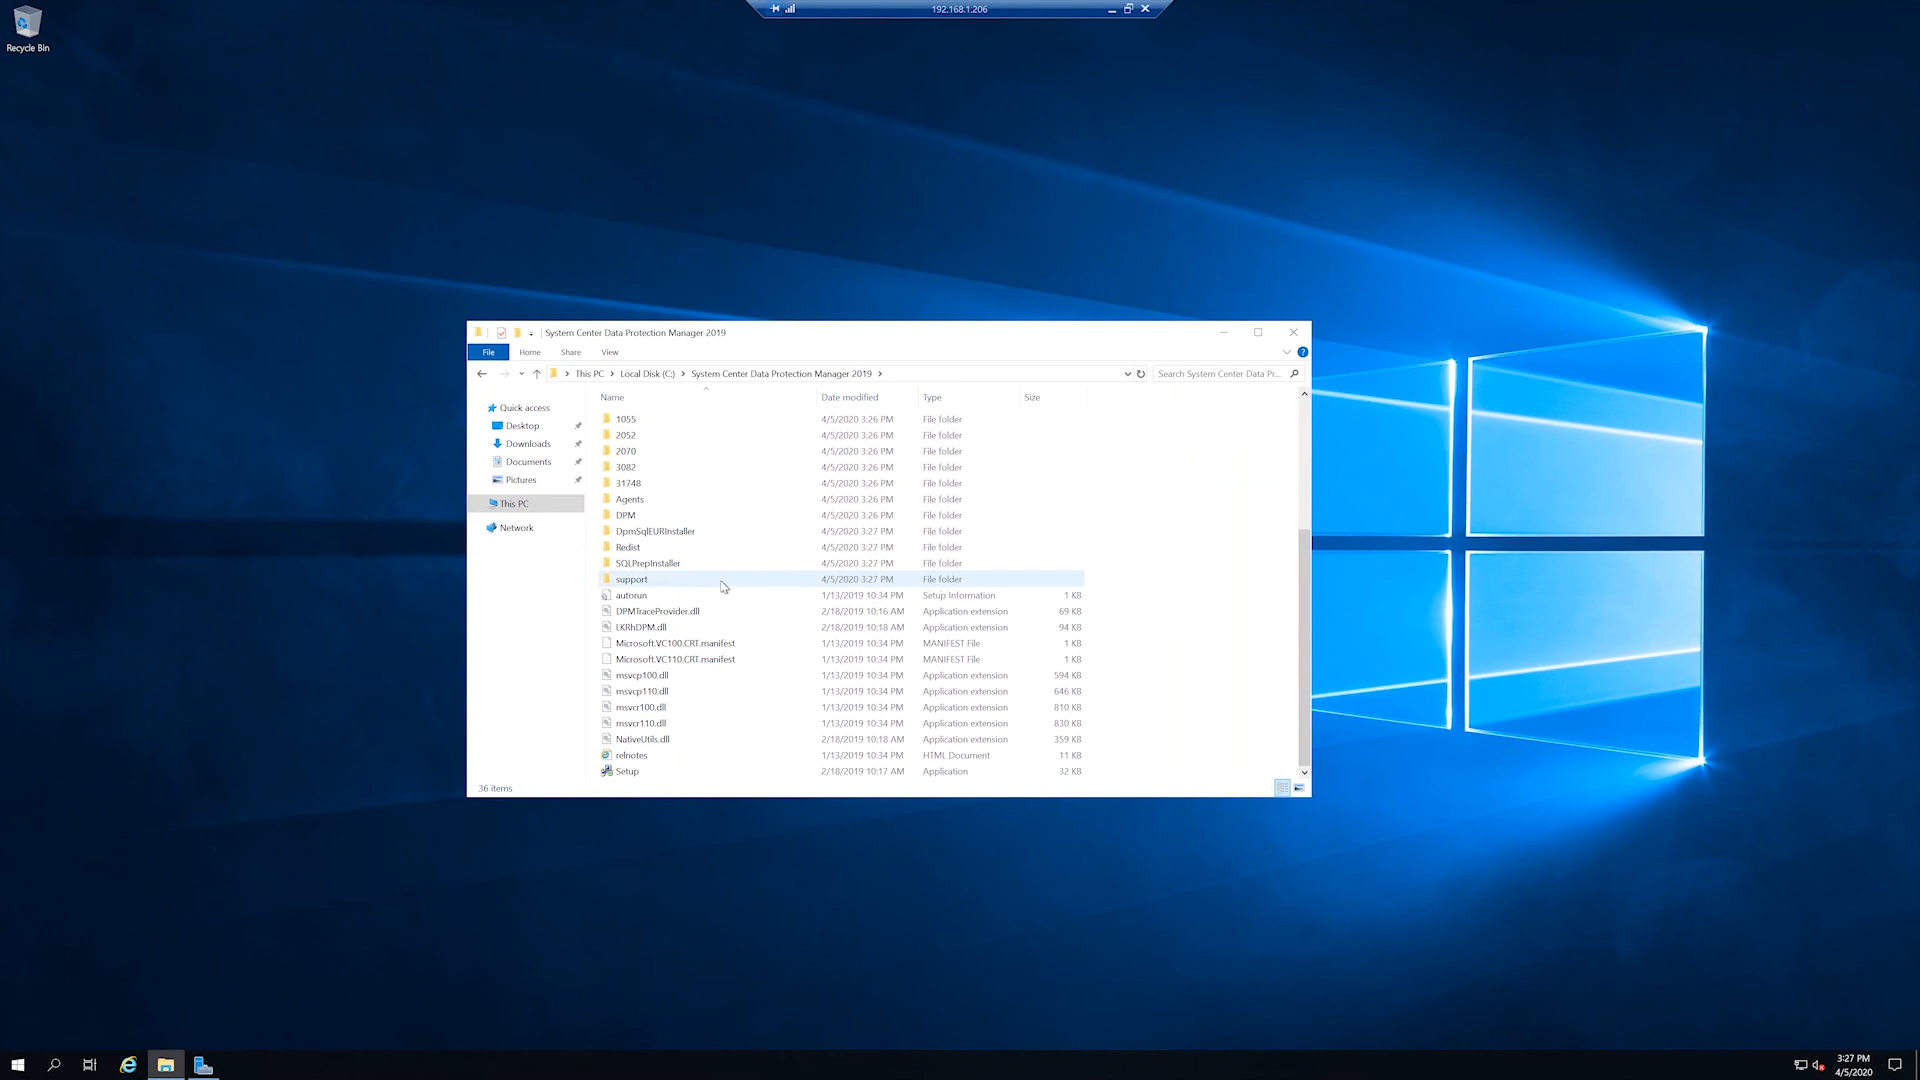 192.168.1.206
Recycle Bin
System Center Data Protection Manager 2019
File Home Share View
This PC Local Disk (C:) System Center Data Protection Manager 2019
Search System Center Data Pr...
Quick access
Desktop
Downloads
Documents
Pictures
This PC
Network
Name Date modified Type Size
1055 4/5/2020 3:26 PM File folder
2052 4/5/2020 3:26 PM File folder
2070 4/5/2020 3:26 PM File folder
3082 4/5/2020 3:26 PM File folder
31748 4/5/2020 3:26 PM File folder
Agents 4/5/2020 3:26 PM File folder
DPM 4/5/2020 3:26 PM File folder
DpmSqlEURInstaller 4/5/2020 3:27 PM File folder
Redist 4/5/2020 3:27 PM File folder
SQLPrepInstaller 4/5/2020 3:27 PM File folder
support 4/5/2020 3:27 PM File folder
autorun 1/13/2019 10:34 PM Setup Information 1 KB
DPMTraceProvider.dll 2/18/2019 10:16 AM Application extension 69 KB
LKRhDPM.dll 2/18/2019 10:18 AM Application extension 94 KB
Microsoft.VC100.CRT.manifest 1/13/2019 10:34 PM MANIFEST File 1 KB
Microsoft.VC110.CRT.manifest 1/13/2019 10:34 PM MANIFEST File 1 KB
msvcp100.dll 1/13/2019 10:34 PM Application extension 594 KB
msvcp110.dll 1/13/2019 10:34 PM Application extension 646 KB
msvcr100.dll 1/13/2019 10:34 PM Application extension 810 KB
msvcr110.dll 1/13/2019 10:34 PM Application extension 830 KB
NativeUtils.dll 2/18/2019 10:18 AM Application extension 359 KB
relnotes 1/13/2019 10:34 PM HTML Document 11 KB
Setup 2/18/2019 10:17 AM Application 32 KB
36 items
3:27 PM
4/5/2020